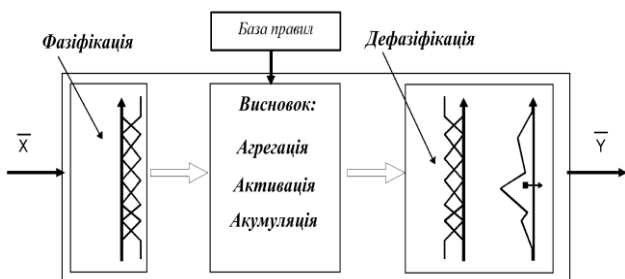 База правил
Фазіфікація
Дефазіфікація
X
Висновок:
Агрегація
Активація
Акумуляція
Y